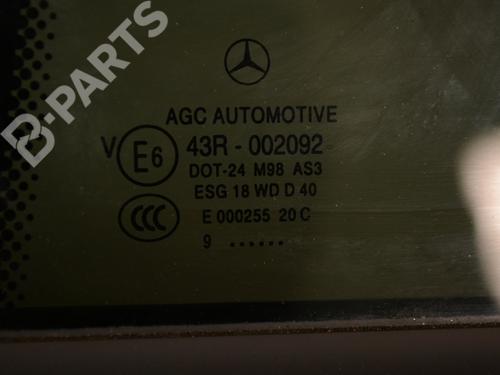 B-PARTS
AGC AUTOMOTIVE
V E6 43R - 002092
DOT-24 M98 AS3
ESG 18 WD D 40
CCC E 000255 20 C
9 ......